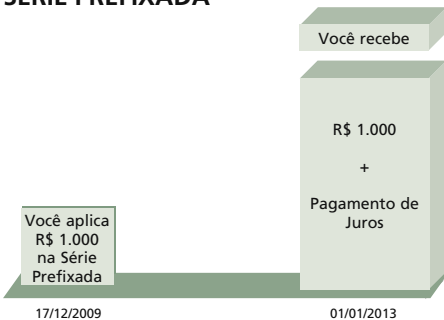 SÉRIE PREFIXADA
Você recebe
R$ 1.000
+
Pagamento de
Juros
Você aplica
R$ 1.000
na Série
Prefixada
17/12/2009
01/01/2013